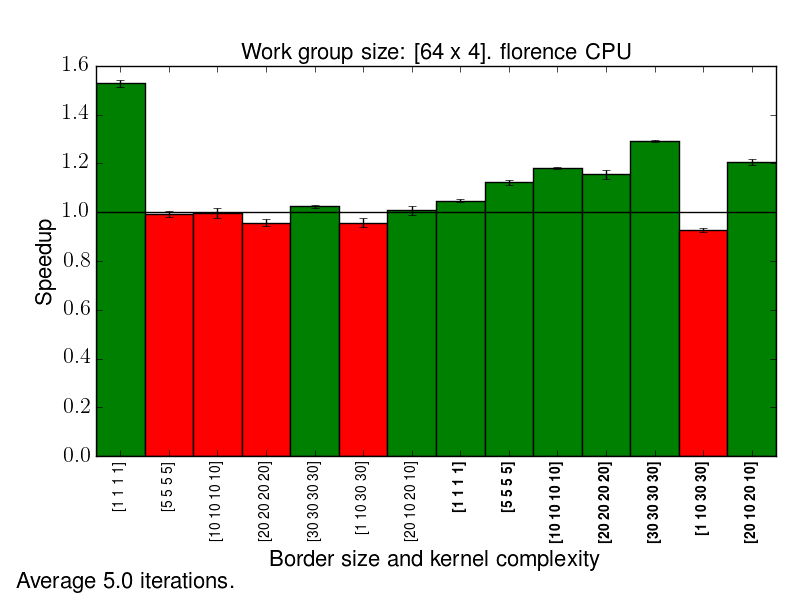 Work group size: [64 x 4]. florence CPU
1.6
1.4
1.2
1.0
0.8
0.6
0.4
0.2
0.0
Speedup
[1 1 1 1]
[5 5 5 5]
[10 10 10 10]
[20 20 20 20]
[30 30 30 30]
[1 10 30 30]
[20 10 20 10]
[1 1 1 1]
[5 5 5 5]
[10 10 10 10]
[20 20 20 20]
[30 30 30 30]
[1 10 30 30]
[20 10 20 10]
Border size and kernel complexity
Average 5.0 iterations.